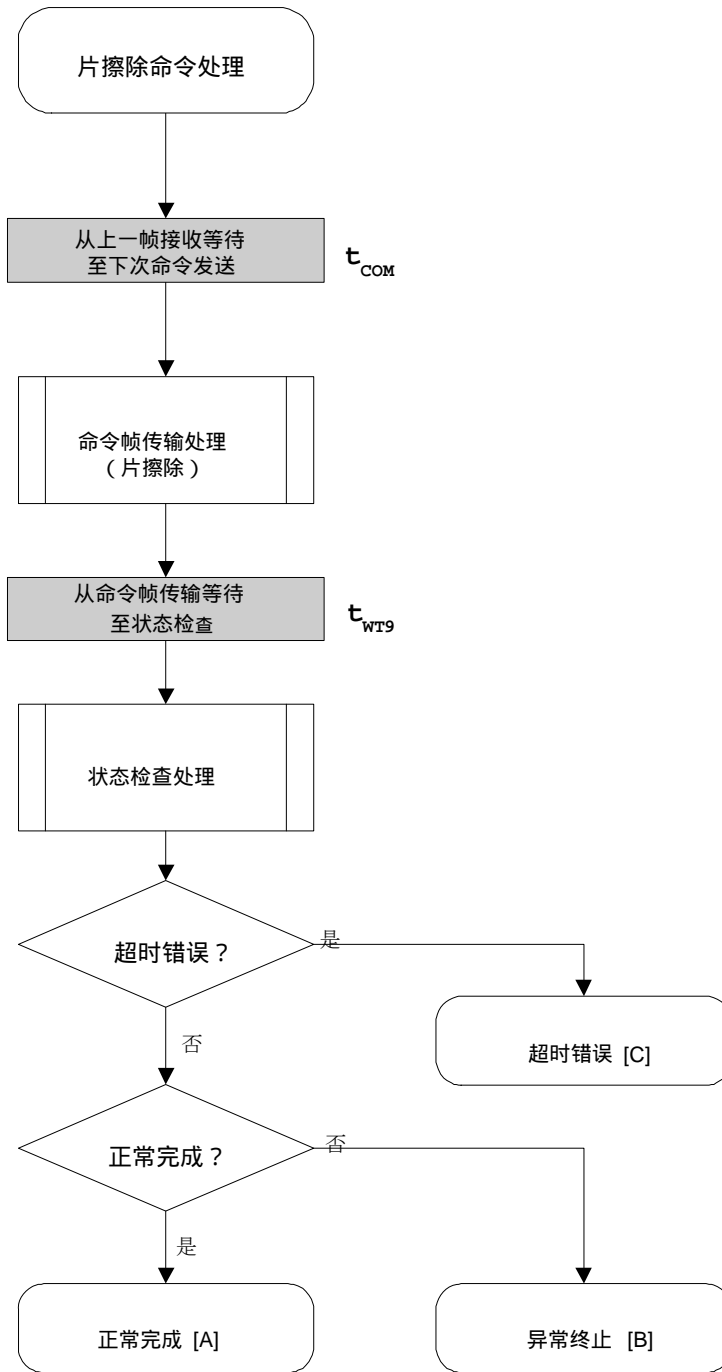 片擦除命令处理
从上一帧接收等待
至下次命令发送
tCOM
命令帧传输处理
（片擦除）
从命令帧传输等待
至状态检查
tWT9
状态检查处理
超时错误？
是
超时错误 [C]
否
正常完成？
否
是
正常完成 [A]
异常终止 [B]